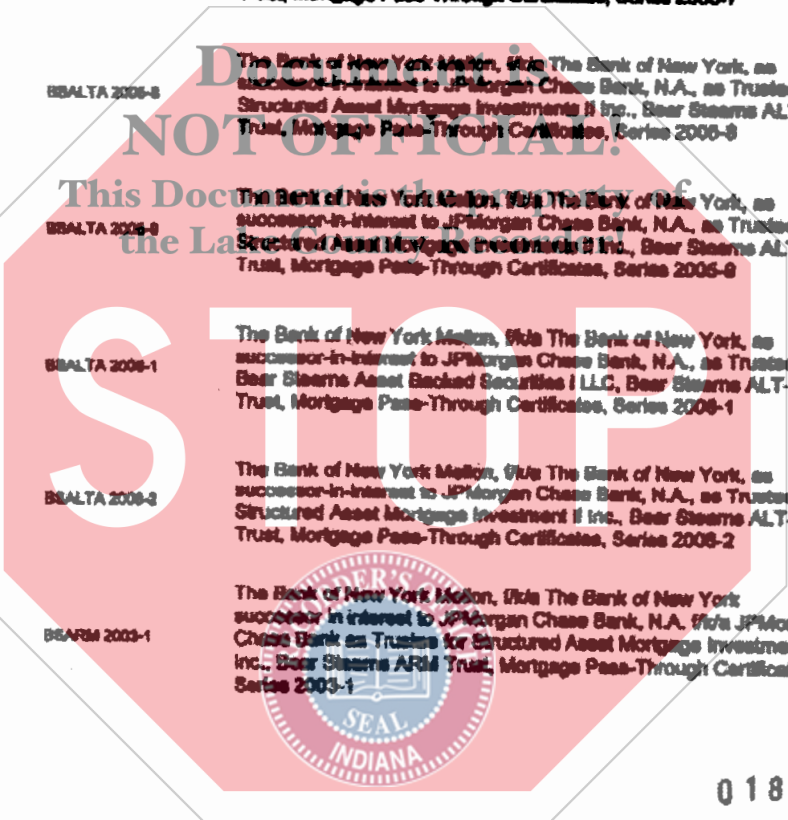 Trust, Mortgage Pass-Through Certificates, Series 2005-7
Document is
NOT OFFICIAL!
This Document is the property of
the Lake County Recorder!
STOP
BSALTA 2005-8
The Bank of New York Mellon, f/k/a The Bank of New York, as
successor-in-interest to JPMorgan Chase Bank, N.A., as Trustee
Structured Asset Mortgage Investments II Inc., Bear Stearns ALT
Trust, Mortgage Pass-Through Certificates, Series 2005-8
BSALTA 2005-9
The Bank of New York Mellon, f/k/a The Bank of New York, as
successor-in-interest to JPMorgan Chase Bank, N.A., as Trustee
Structured Asset Mortgage Investments II Inc., Bear Stearns ALT
Trust, Mortgage Pass-Through Certificates, Series 2005-9
BSALTA 2006-1
The Bank of New York Mellon, f/k/a The Bank of New York, as
successor-in-interest to JPMorgan Chase Bank, N.A., as Trustee
Bear Stearns Asset Backed Securities I LLC, Bear Stearns ALT-
Trust, Mortgage Pass-Through Certificates, Series 2006-1
BSALTA 2006-2
The Bank of New York Mellon, f/k/a The Bank of New York, as
successor-in-interest to JPMorgan Chase Bank, N.A., as Trustee
Structured Asset Mortgage Investment II Inc., Bear Stearns ALT-
Trust, Mortgage Pass-Through Certificates, Series 2006-2
BSARM 2003-1
The Bank of New York Mellon, f/k/a The Bank of New York
successor in interest to JPMorgan Chase Bank, N.A. f/k/a JPMor
Chase Bank as Trustee for Structured Asset Mortgage Investme
Inc., Bear Stearns ARM Trust, Mortgage Pass-Through Certificat
Series 2003-1
SEAL
INDIANA
018